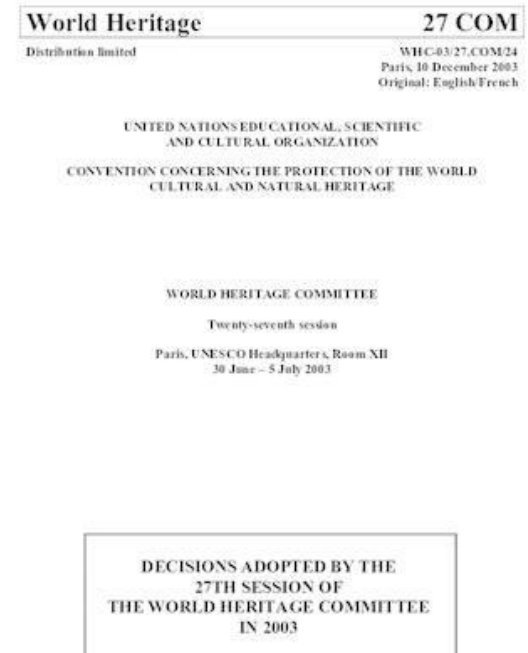 World Heritage 27 COM
Distribution limited WHC-03/27.COM/24
Paris, 10 December 2003
Original: English/French
UNITED NATIONS EDUCATIONAL, SCIENTIFIC
AND CULTURAL ORGANIZATION
CONVENTION CONCERNING THE PROTECTION OF THE WORLD
CULTURAL AND NATURAL HERITAGE
WORLD HERITAGE COMMITTEE
Twenty-seventh session
Paris, UNESCO Headquarters, Room XII
30 June – 5 July 2003
DECISIONS ADOPTED BY THE
27TH SESSION OF
THE WORLD HERITAGE COMMITTEE
IN 2003